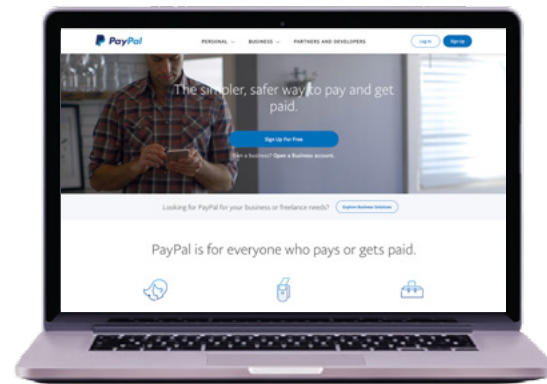 PayPal
PERSONAL BUSINESS PARTNERS AND DEVELOPERS
Log In
Sign Up
The simpler, safer way to pay and get
paid.
Sign Up For Free
Own a business? Open a Business account.
Looking for PayPal for your business or freelance needs?
Explore Business Solutions
PayPal is for everyone who pays or gets paid.